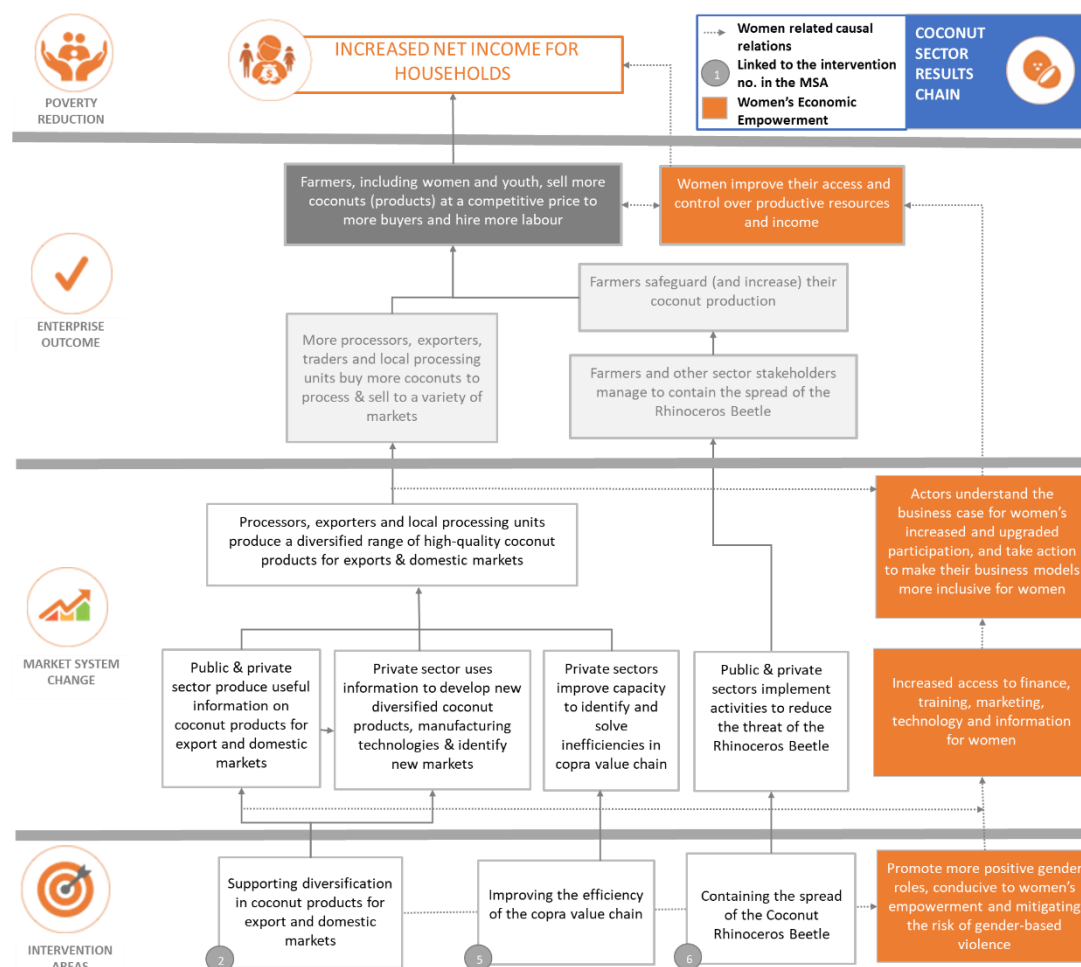 POVERTY
REDUCTION
INCREASED NET INCOME FOR
HOUSEHOLDS
Women related causal
relations
1
Linked to the intervention
no. in the MSA
Women's Economic
Empowerment
COCONUT
SECTOR
RESULTS
CHAIN
ENTERPRISE
OUTCOME
Farmers, including women and youth, sell more
coconuts (products) at a competitive price to
more buyers and hire more labour
Women improve their access and
control over productive resources
and income
Farmers safeguard (and increase) their
coconut production
More processors, exporters,
traders and local processing
units buy more coconuts to
process & sell to a variety of
markets
Farmers and other sector stakeholders
manage to contain the spread of the
Rhinoceros Beetle
MARKET SYSTEM
CHANGE
Processors, exporters and local processing units
produce a diversified range of high-quality coconut
products for exports & domestic markets
Actors understand the
business case for women's
increased and upgraded
participation, and take action
to make their business models
more inclusive for women
Public & private
sector produce useful
information on
coconut products for
export and domestic
markets
Private sector uses
information to develop new
diversified coconut
products, manufacturing
technologies & identify
new markets
Private sectors
improve capacity
to identify and
solve
inefficiencies in
copra value chain
Public & private
sectors implement
activities to reduce
the threat of the
Rhinoceros Beetle
Increased access to finance,
training, marketing,
technology and information
for women
INTERVENTION
AREAS
Supporting diversification
in coconut products for
export and domestic
markets
2
Improving the efficiency
of the copra value chain
5
Containing the spread
of the Coconut
Rhinoceros Beetle
6
Promote more positive gender
roles, conducive to women's
empowerment and mitigating
the risk of gender-based
violence